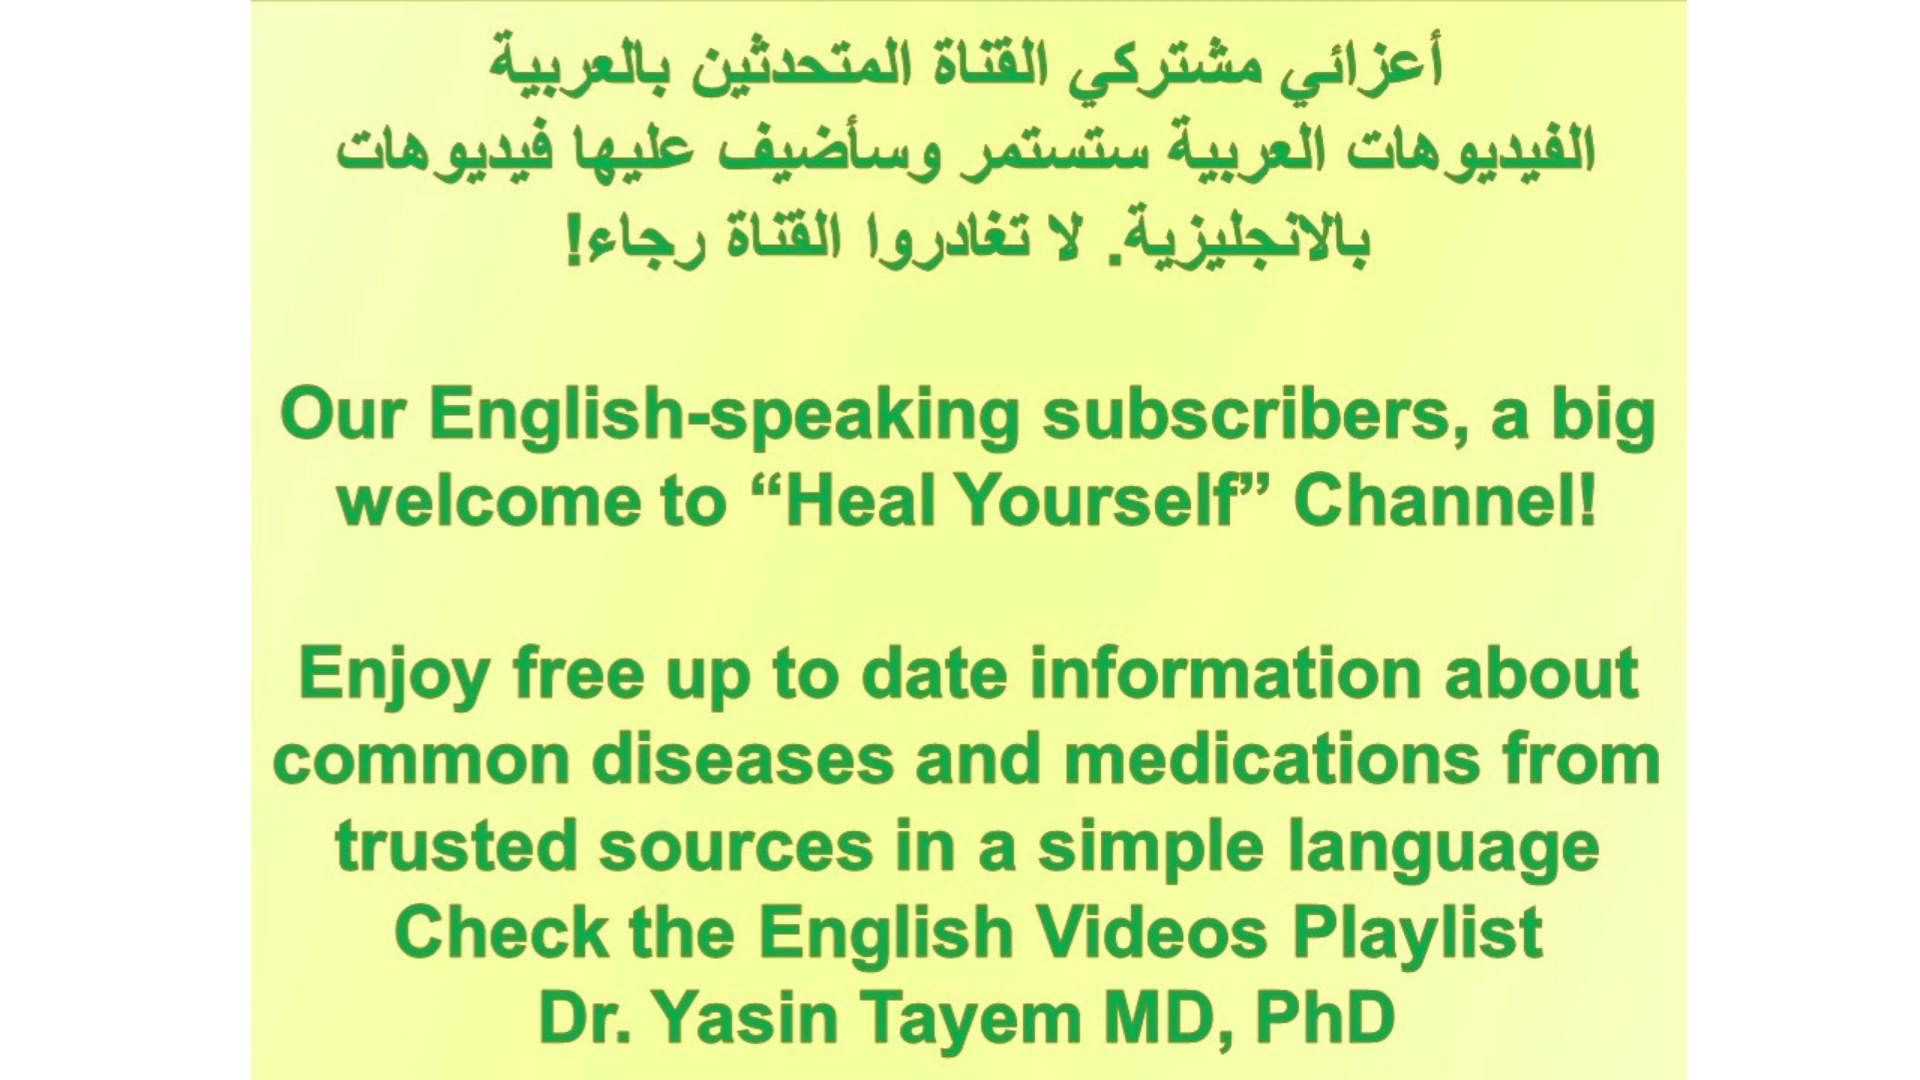 أعزائي مشتركي القناة المتحدثين بالعربية
الفيديوهات العربية ستستمر وسأضيف عليها فيديوهات
بالانجليزية. لا تغادروا القناة رجاء!
Our English-speaking subscribers, a big
welcome to “Heal Yourself” Channel!
Enjoy free up to date information about
common diseases and medications from
trusted sources in a simple language
Check the English Videos Playlist
Dr. Yasin Tayem MD, PhD